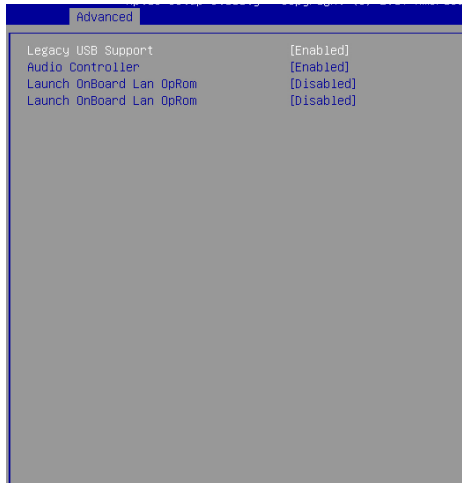 Advanced
Legacy USB Support [Enabled]
Audio Controller [Enabled]
Launch OnBoard Lan OpRom [Disabled]
Launch OnBoard Lan OpRom [Disabled]